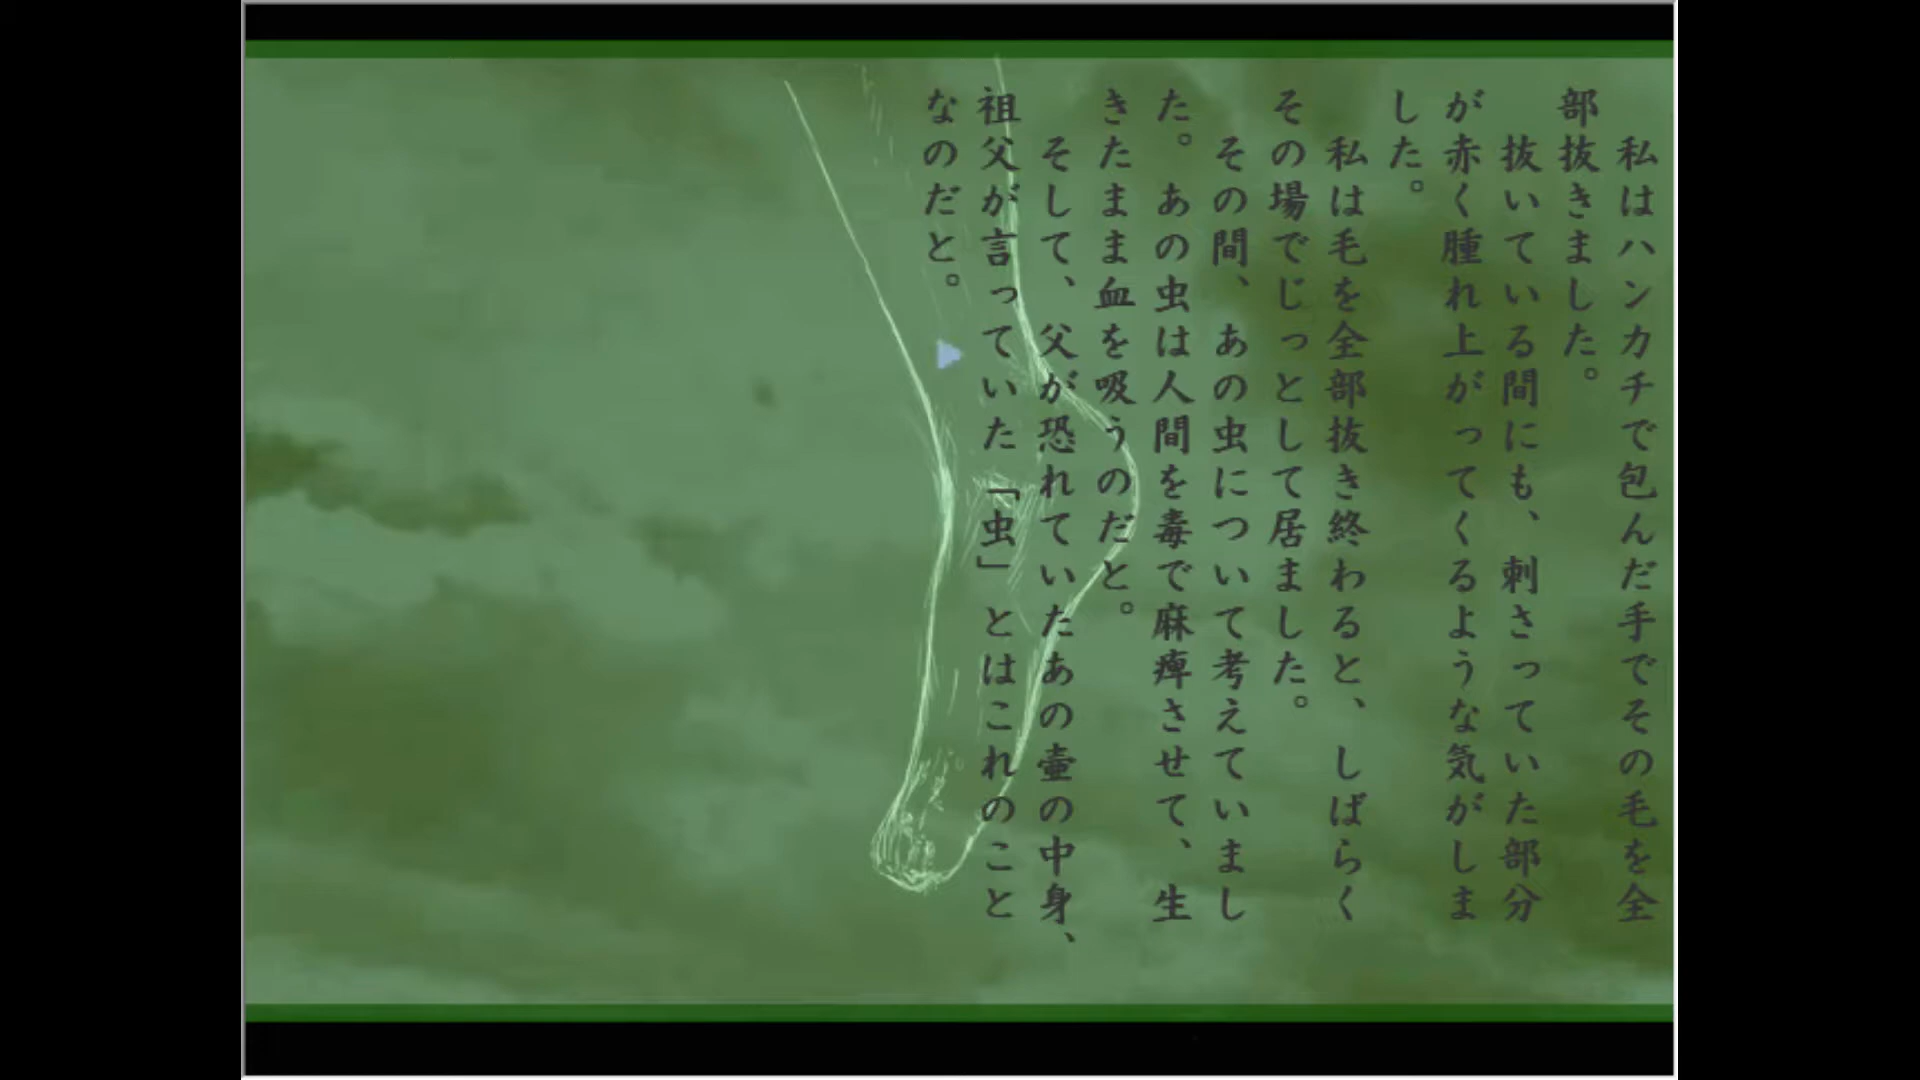 私はハンカチで包んだ手でその毛を全
部抜きました。
抜いている間にも、刺さっていた部分
が赤く腫れ上がってくるような気がしま
した。
私は毛を全部抜き終わると、しばらく
その場でじっとして居ました。
その間、あの虫について考えていまし
た。あの虫は人間を毒で麻痺させて、生
きたまま血を吸うのだと。
そして、父が恐れていたあの壷の中身、
祖父が言っていた「虫」とはこれのこと
なのだと。